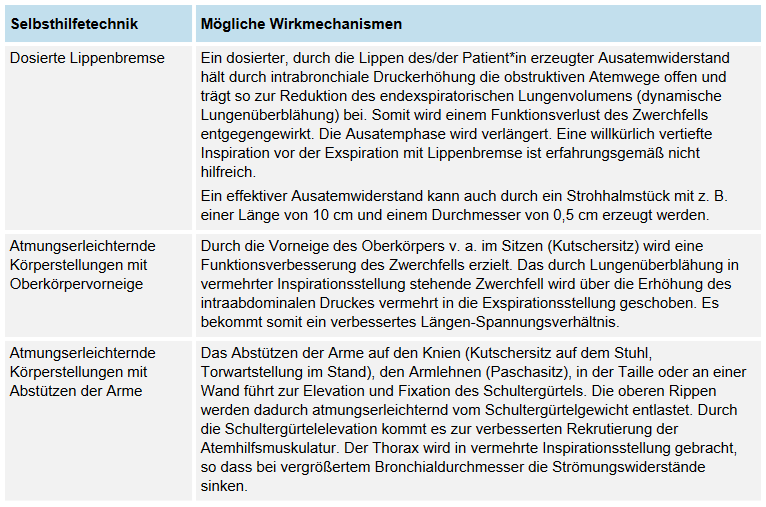 Selbsthilfetechnik
Mögliche Wirkmechanismen
Dosierte Lippenbremse
Ein dosierter, durch die Lippen des/der Patient*in erzeugter Ausatemwiderstand
hält durch intrabronchiale Druckerhöhung die obstruktiven Atemwege offen und
trägt so zur Reduktion des endexspiratorischen Lungenvolumens (dynamische
Lungenüberblähung) bei. Somit wird einem Funktionsverlust des Zwerchfells
entgegengewirkt. Die Ausatemphase wird verlängert. Eine willkürlich vertiefte
Inspiration vor der Exspiration mit Lippenbremse ist erfahrungsgemäß nicht
hilfreich.
Ein effektiver Ausatemwiderstand kann auch durch ein Strohhalmstück mit z. B.
einer Länge von 10 cm und einem Durchmesser von 0,5 cm erzeugt werden.
Atmungserleichternde
Körperstellungen mit
Oberkörpervorneige
Durch die Vorneige des Oberkörpers v. a. im Sitzen (Kutschersitz) wird eine
Funktionsverbesserung des Zwerchfells erzielt. Das durch Lungenüberblähung in
vermehrter Inspirationsstellung stehende Zwerchfell wird über die Erhöhung des
intraabdominalen Druckes vermehrt in die Exspirationsstellung geschoben. Es
bekommt somit ein verbessertes Längen-Spannungsverhältnis.
Atmungserleichternde
Körperstellungen mit
Abstützen der Arme
Das Abstützen der Arme auf den Knien (Kutschersitz auf dem Stuhl,
Torwartstellung im Stand), den Armlehnen (Paschasitz), in der Taille oder an einer
Wand führt zur Elevation und Fixation des Schultergürtels. Die oberen Rippen
werden dadurch atmungserleichternd vom Schultergürtelgewicht entlastet. Durch
die Schultergürtelelevation kommt es zur verbesserten Rekrutierung der
Atemhilfsmuskulatur. Der Thorax wird in vermehrte Inspirationsstellung gebracht,
so dass bei vergrößertem Bronchialdurchmesser die Strömungswiderstände
sinken.